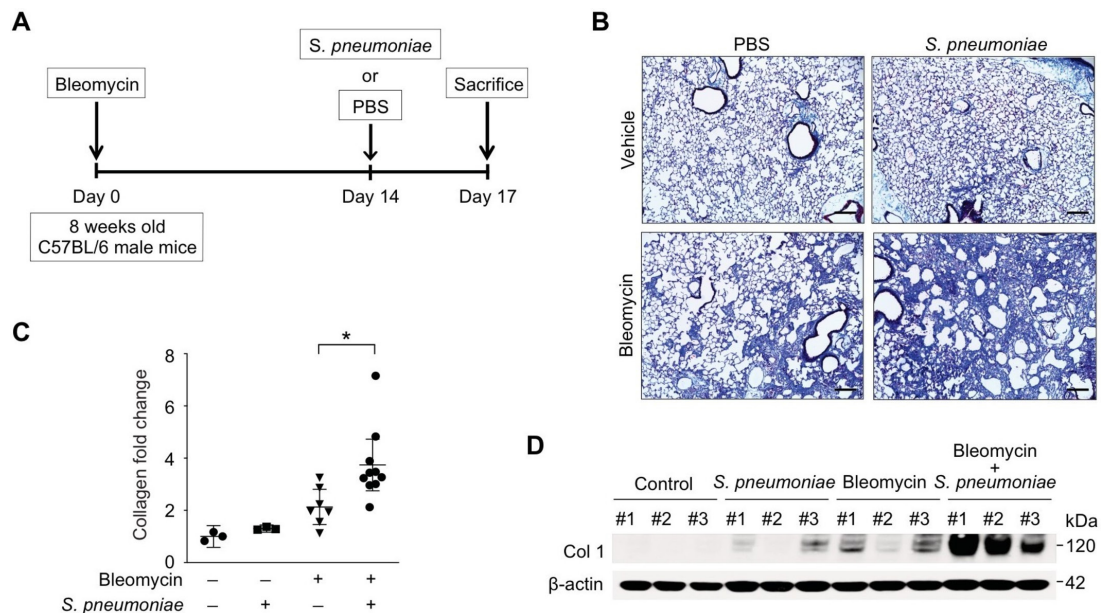 A
S. pneumoniae
or
Bleomycin
PBS
Sacrifice
Day 0
Day 14
Day 17
8 weeks old
C57BL/6 male mice
B
PBS
S. pneumoniae
Vehicle
Bleomycin
C
Collagen fold change
8
6
4
2
0
*
Bleomycin – – + +
S. pneumoniae – + – +
D
Bleomycin
+
Control S. pneumoniae Bleomycin S. pneumoniae
#1 #2 #3 #1 #2 #3 #1 #2 #3 #1 #2 #3 kDa
Col 1 -120
β-actin -42